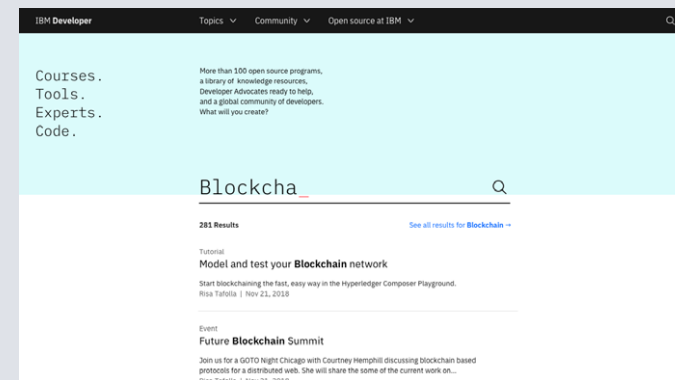 IBM Developer
Topics
Community
Open source at IBM
Courses.
Tools.
Experts.
Code.
More than 100 open source programs,
a library of knowledge resources,
Developer Advocates ready to help,
and a global community of developers.
What will you create?
Blockcha_
281 Results
See all results for Blockchain →
Tutorial
Model and test your Blockchain network
Start blockchaining the fast, easy way in the Hyperledger Composer Playground.
Risa Tafolla | Nov 21, 2018
Event
Future Blockchain Summit
Join us for a GOTO Night Chicago with Courtney Hemphill discussing blockchain based
protocols for a distributed web. She will share the some of the current work on...
Risa Tafolla | Nov 21, 2018